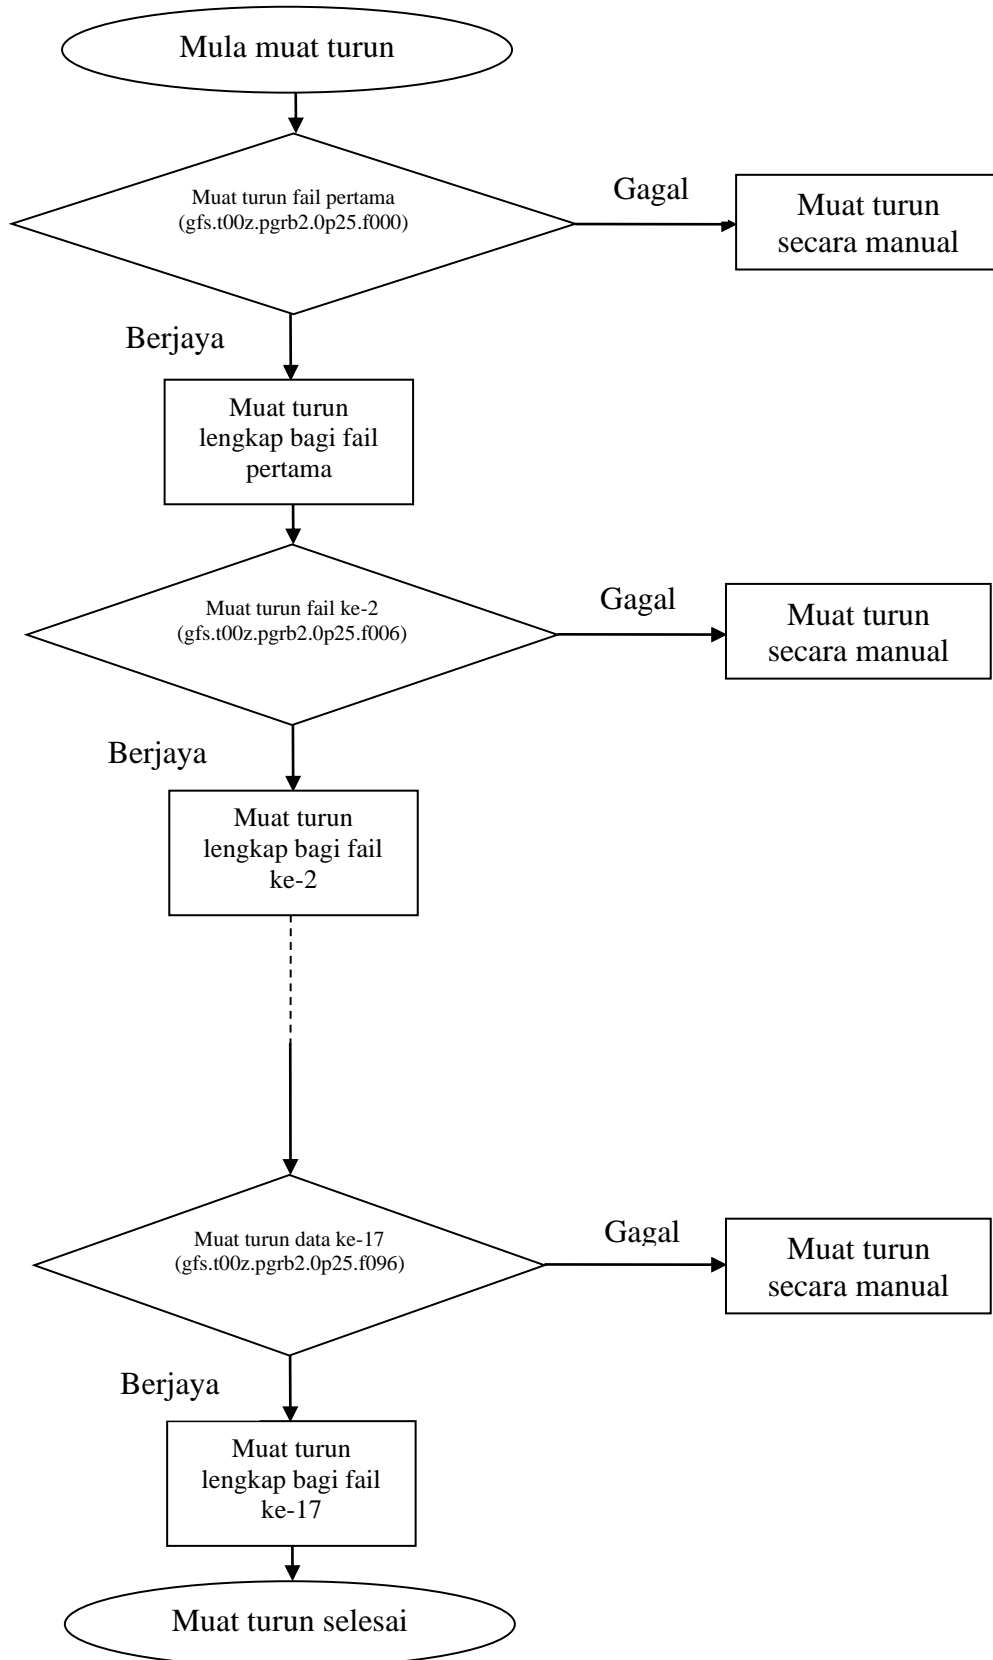 Mula muat turun
Muat turun fail pertama
(gfs.t00z.pgrb2.0p25.f000)
Gagal
Muat turun
secara manual
Berjaya
Muat turun
lengkap bagi fail
pertama
Muat turun fail ke-2
(gfs.t00z.pgrb2.0p25.f006)
Gagal
Muat turun
secara manual
Berjaya
Muat turun
lengkap bagi fail
ke-2
Muat turun data ke-17
(gfs.t00z.pgrb2.0p25.f096)
Gagal
Muat turun
secara manual
Berjaya
Muat turun
lengkap bagi fail
ke-17
Muat turun selesai